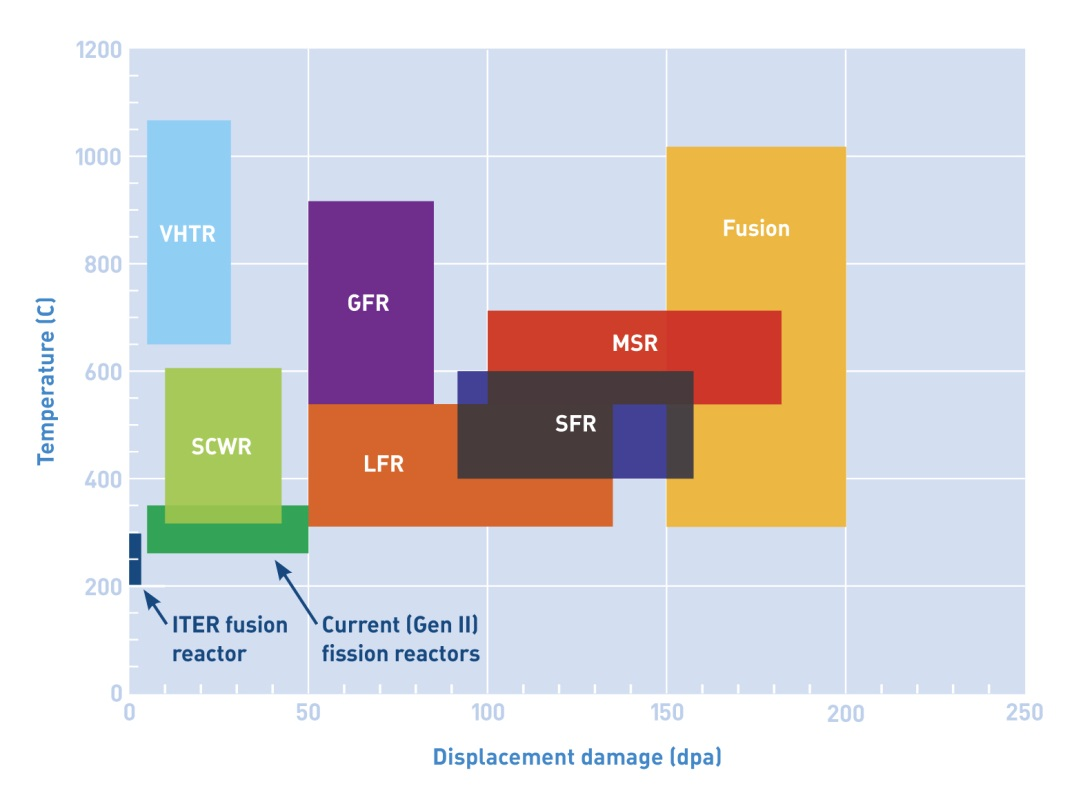 1200
1000
800
600
400
200
0
Temperature (C)
VHTR
SCWR
GFR
LFR
MSR
SFR
Fusion
ITER fusion
reactor
Current (Gen II)
fission reactors
0 50 100 150 200 250
Displacement damage (dpa)